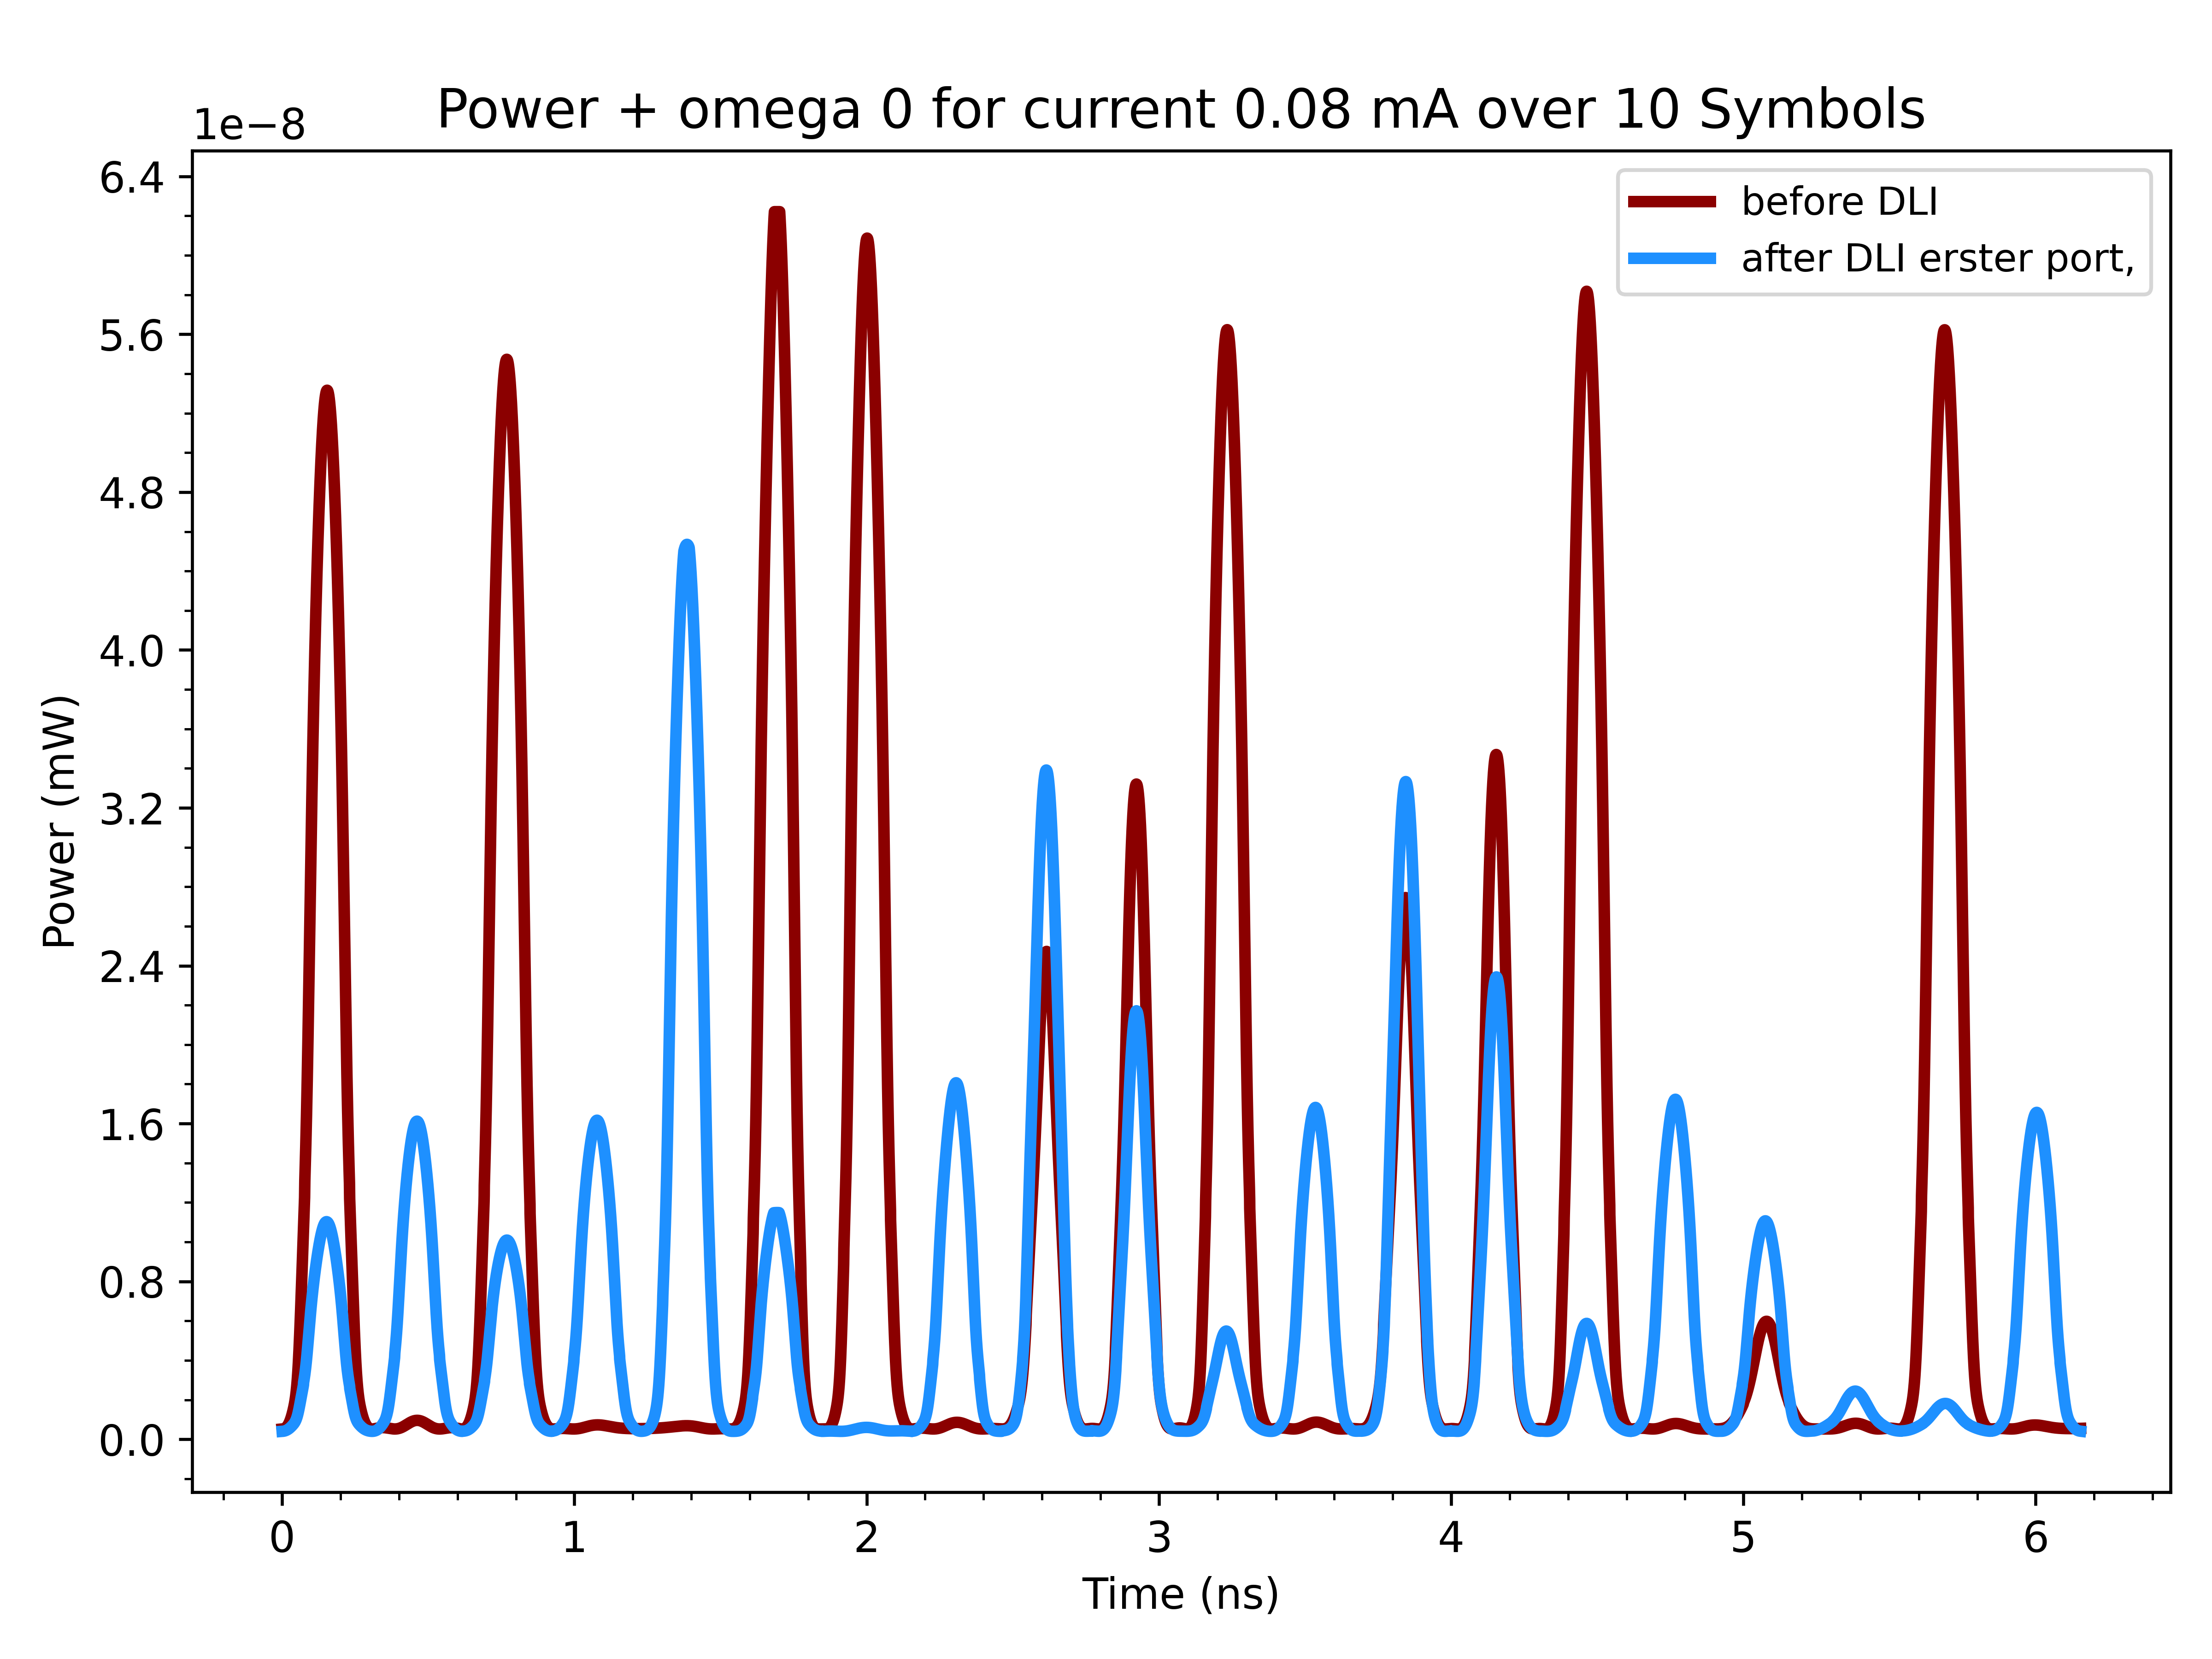 Power + omega 0 for current 0.08 mA over 10 Symbols
1e−8
before DLI
after DLI erster port,
6.4
5.6
4.8
4.0
3.2
2.4
1.6
0.8
0.0
Power (mW)
0 1 2 3 4 5 6
Time (ns)